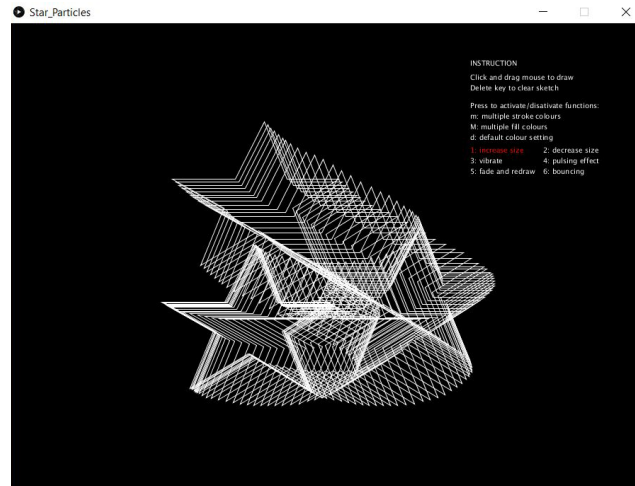 Star_Particles
INSTRUCTION
Click and drag mouse to draw
Delete key to clear sketch
Press to activate/disativate functions:
m: multiple stroke colours
M: multiple fill colours
d: default colour setting
1: increase size 2: decrease size
3: vibrate 4: pulsing effect
5: fade and redraw 6: bouncing